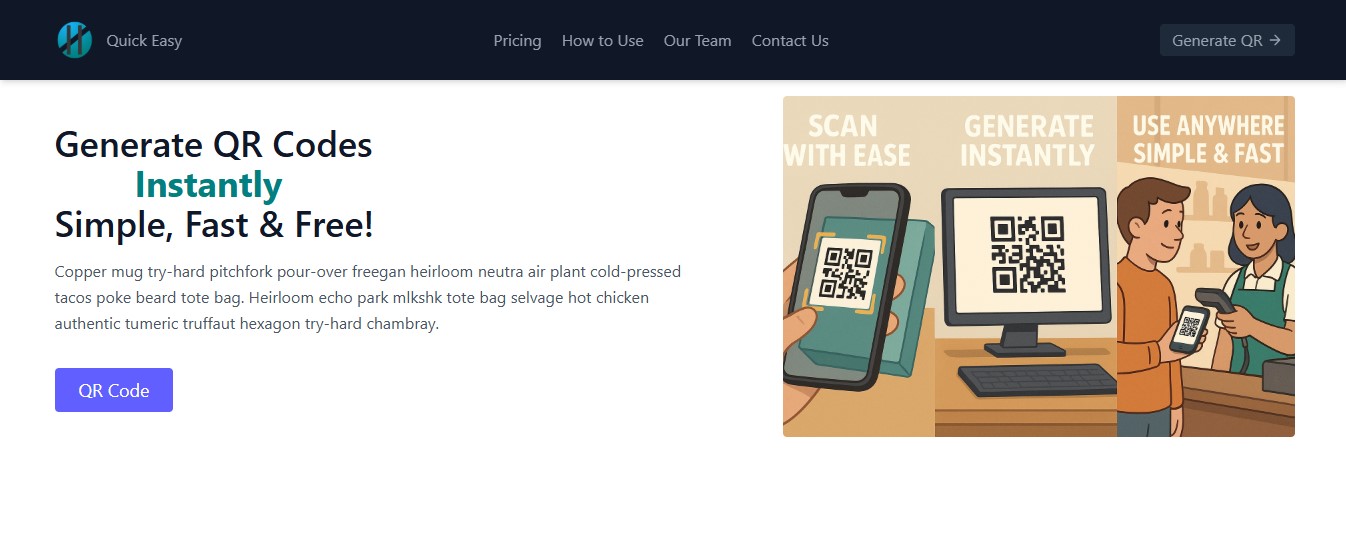 Quick Easy
Pricing
How to Use
Our Team
Contact Us
Generate QR →
Generate QR Codes
Instantly
Simple, Fast & Free!
Copper mug try-hard pitchfork pour-over freegan heirloom neutra air plant cold-pressed
tacos poke beard tote bag. Heirloom echo park mlkshk tote bag selvage hot chicken
authentic tumeric truffaut hexagon try-hard chambray.
QR Code
SCAN
WITH EASE
GENERATE
INSTANTLY
USE ANYWHERE
SIMPLE & FAST